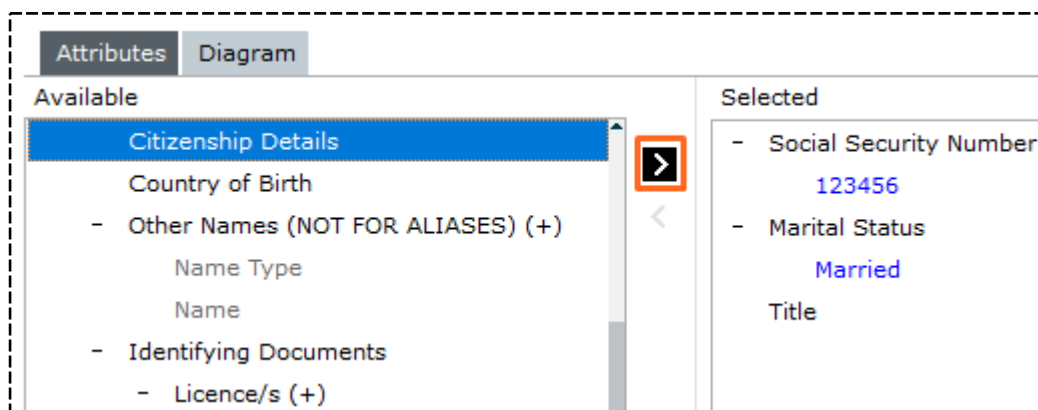 Attributes Diagram
Available
Selected
Citizenship Details
Country of Birth
- Other Names (NOT FOR ALIASES) (+)
Name Type
Name
- Identifying Documents
- Licence/s (+)
- Social Security Number
123456
- Marital Status
Married
Title